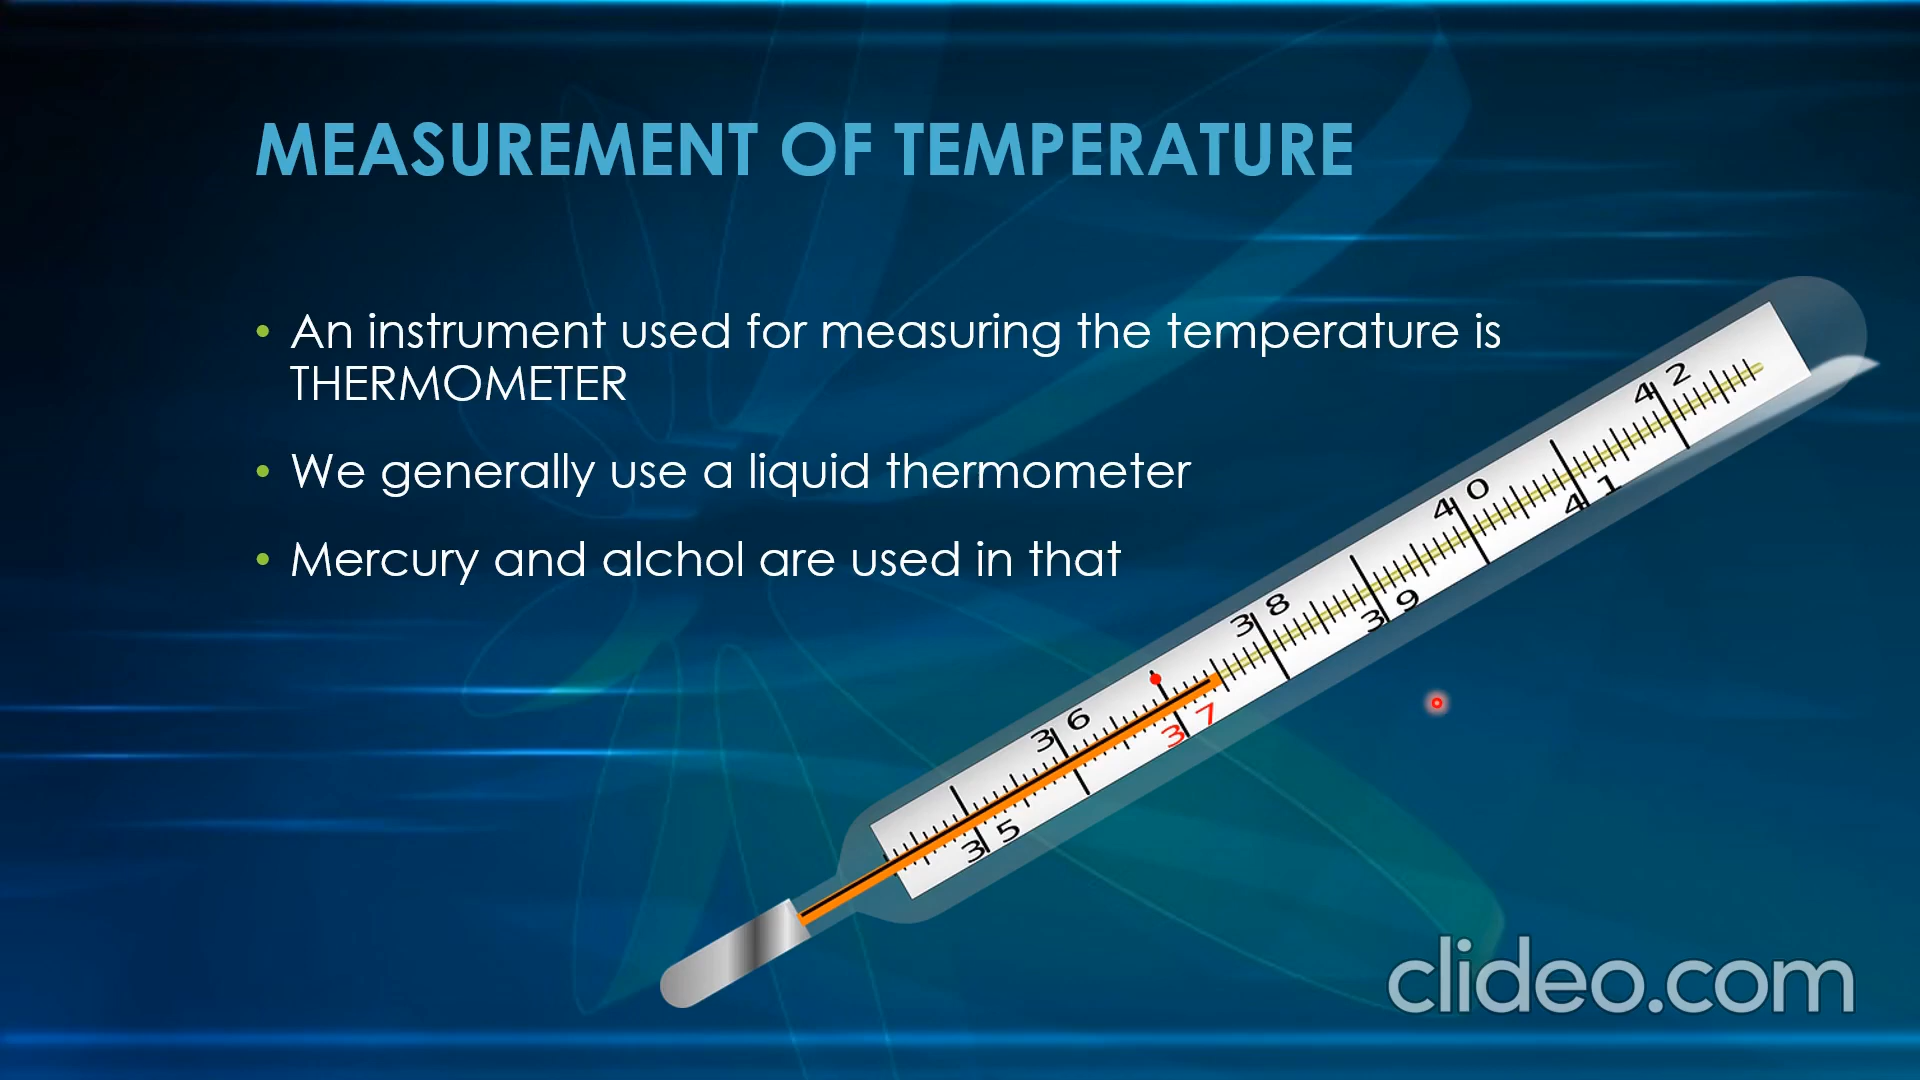 MEASUREMENT OF TEMPERATURE
• An instrument used for measuring the temperature is
THERMOMETER
• We generally use a liquid thermometer
• Mercury and alchol are used in that
35
36
37
38
39
40
41
42
clideo.com